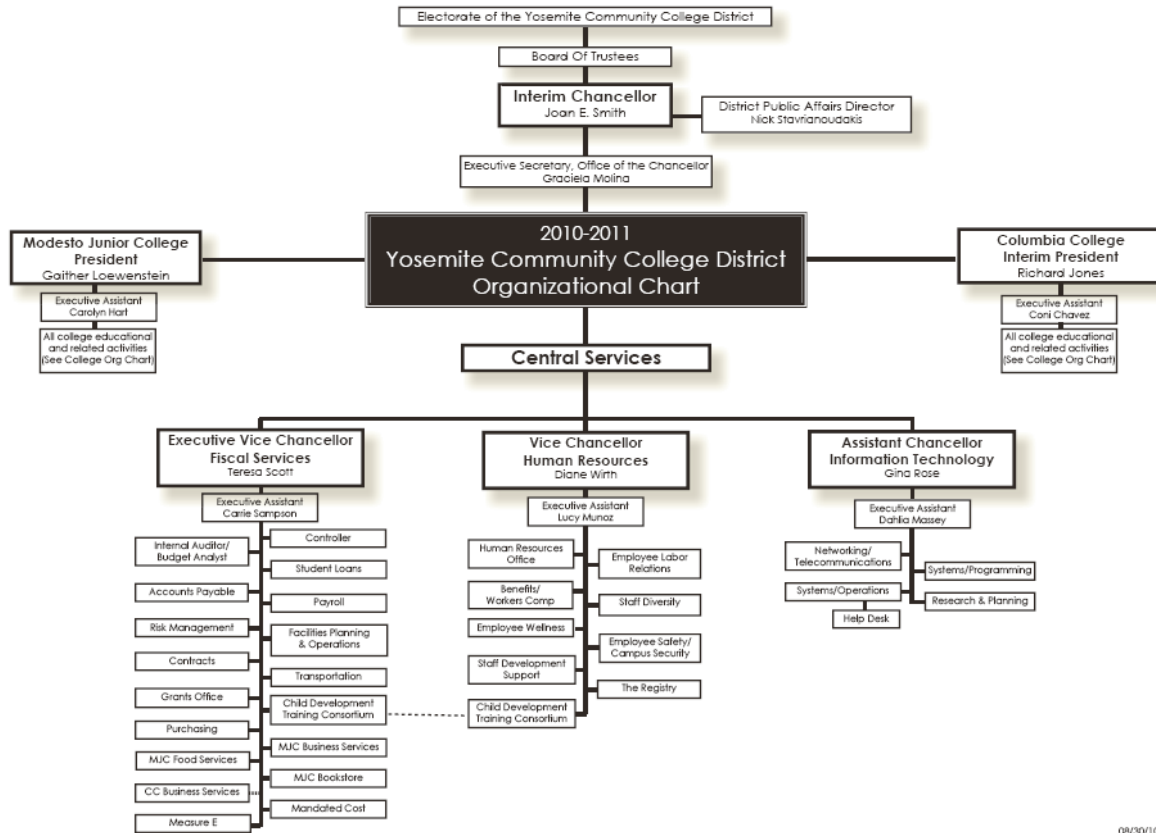 Electorate of the Yosemite Community College District
Board Of Trustees
Interim Chancellor
Joan E. Smith
District Public Affairs Director
Nick Stavrianoudakis
Executive Secretary, Office of the Chancellor
Graciela Molina
2010-2011
Yosemite Community College District
Organizational Chart
Modesto Junior College
President
Gaither Loewenstein
Executive Assistant
Carolyn Hart
All college educational
and related activities
(See College Org Chart)
Columbia College
Interim President
Richard Jones
Executive Assistant
Coni Chavez
All college educational
and related activities
(See College Org Chart)
Central Services
Executive Vice Chancellor
Fiscal Services
Teresa Scott
Executive Assistant
Carrie Sampson
Controller
Internal Auditor/
Budget Analyst
Student Loans
Accounts Payable
Payroll
Risk Management
Facilities Planning
& Operations
Contracts
Transportation
Grants Office
Child Development
Training Consortium
Purchasing
MJC Business Services
MJC Food Services
MJC Bookstore
CC Business Services
Mandated Cost
Measure E
Vice Chancellor
Human Resources
Diane Wirth
Executive Assistant
Lucy Munoz
Human Resources
Office
Employee Labor
Relations
Benefits/
Workers Comp
Staff Diversity
Employee Wellness
Employee Safety/
Campus Security
Staff Development
Support
The Registry
Child Development
Training Consortium
Assistant Chancellor
Information Technology
Gina Rose
Executive Assistant
Dahlia Massey
Networking/
Telecommunications
Systems/Programming
Systems/Operations
Research & Planning
Help Desk
08/30/10